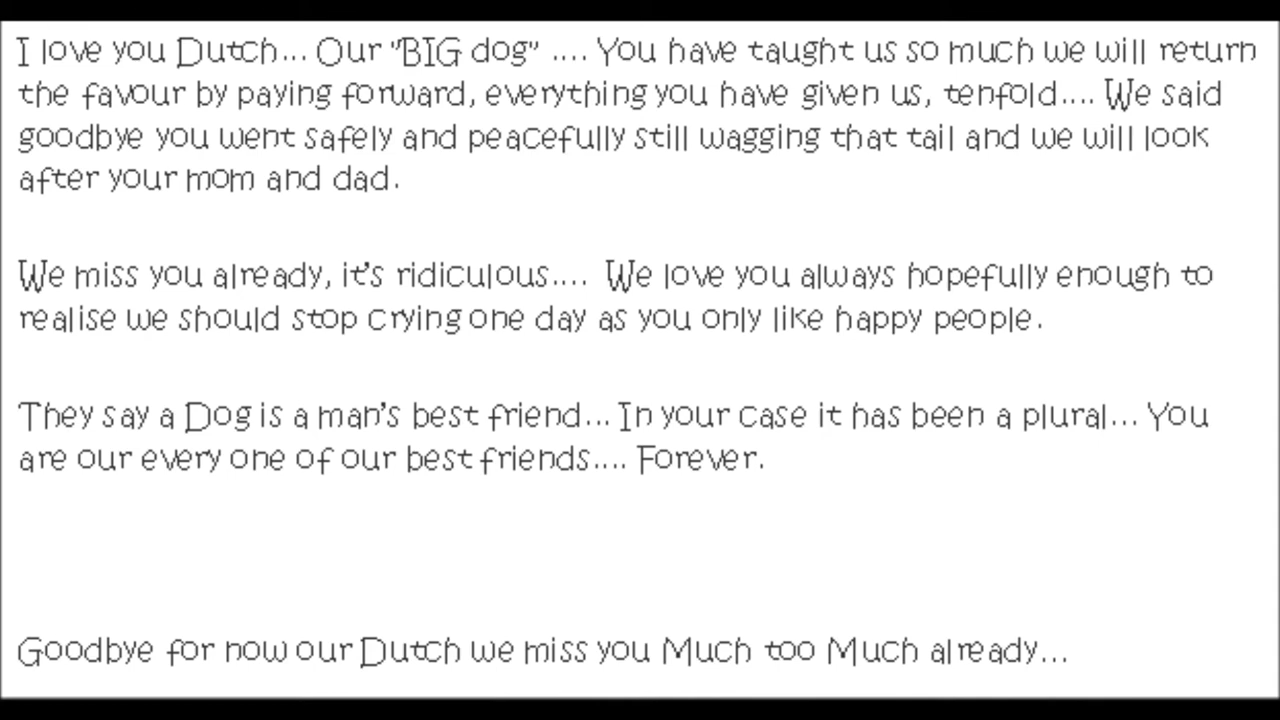 I love you Dutch... Our "BIG dog" .... You have taught us so much we will return
the favour by paying forward, everything you have given us, tenfold.... We said
goodbye you went safely and peacefully still wagging that tail and we will look
after your mom and dad.
We miss you already, it's ridiculous.... We love you always hopefully enough to
realise we should stop crying one day as you only like happy people.
They say a Dog is a man's best friend... In your case it has been a plural... You
are our every one of our best friends.... Forever.
Goodbye for now our Dutch we miss you Much too Much already...